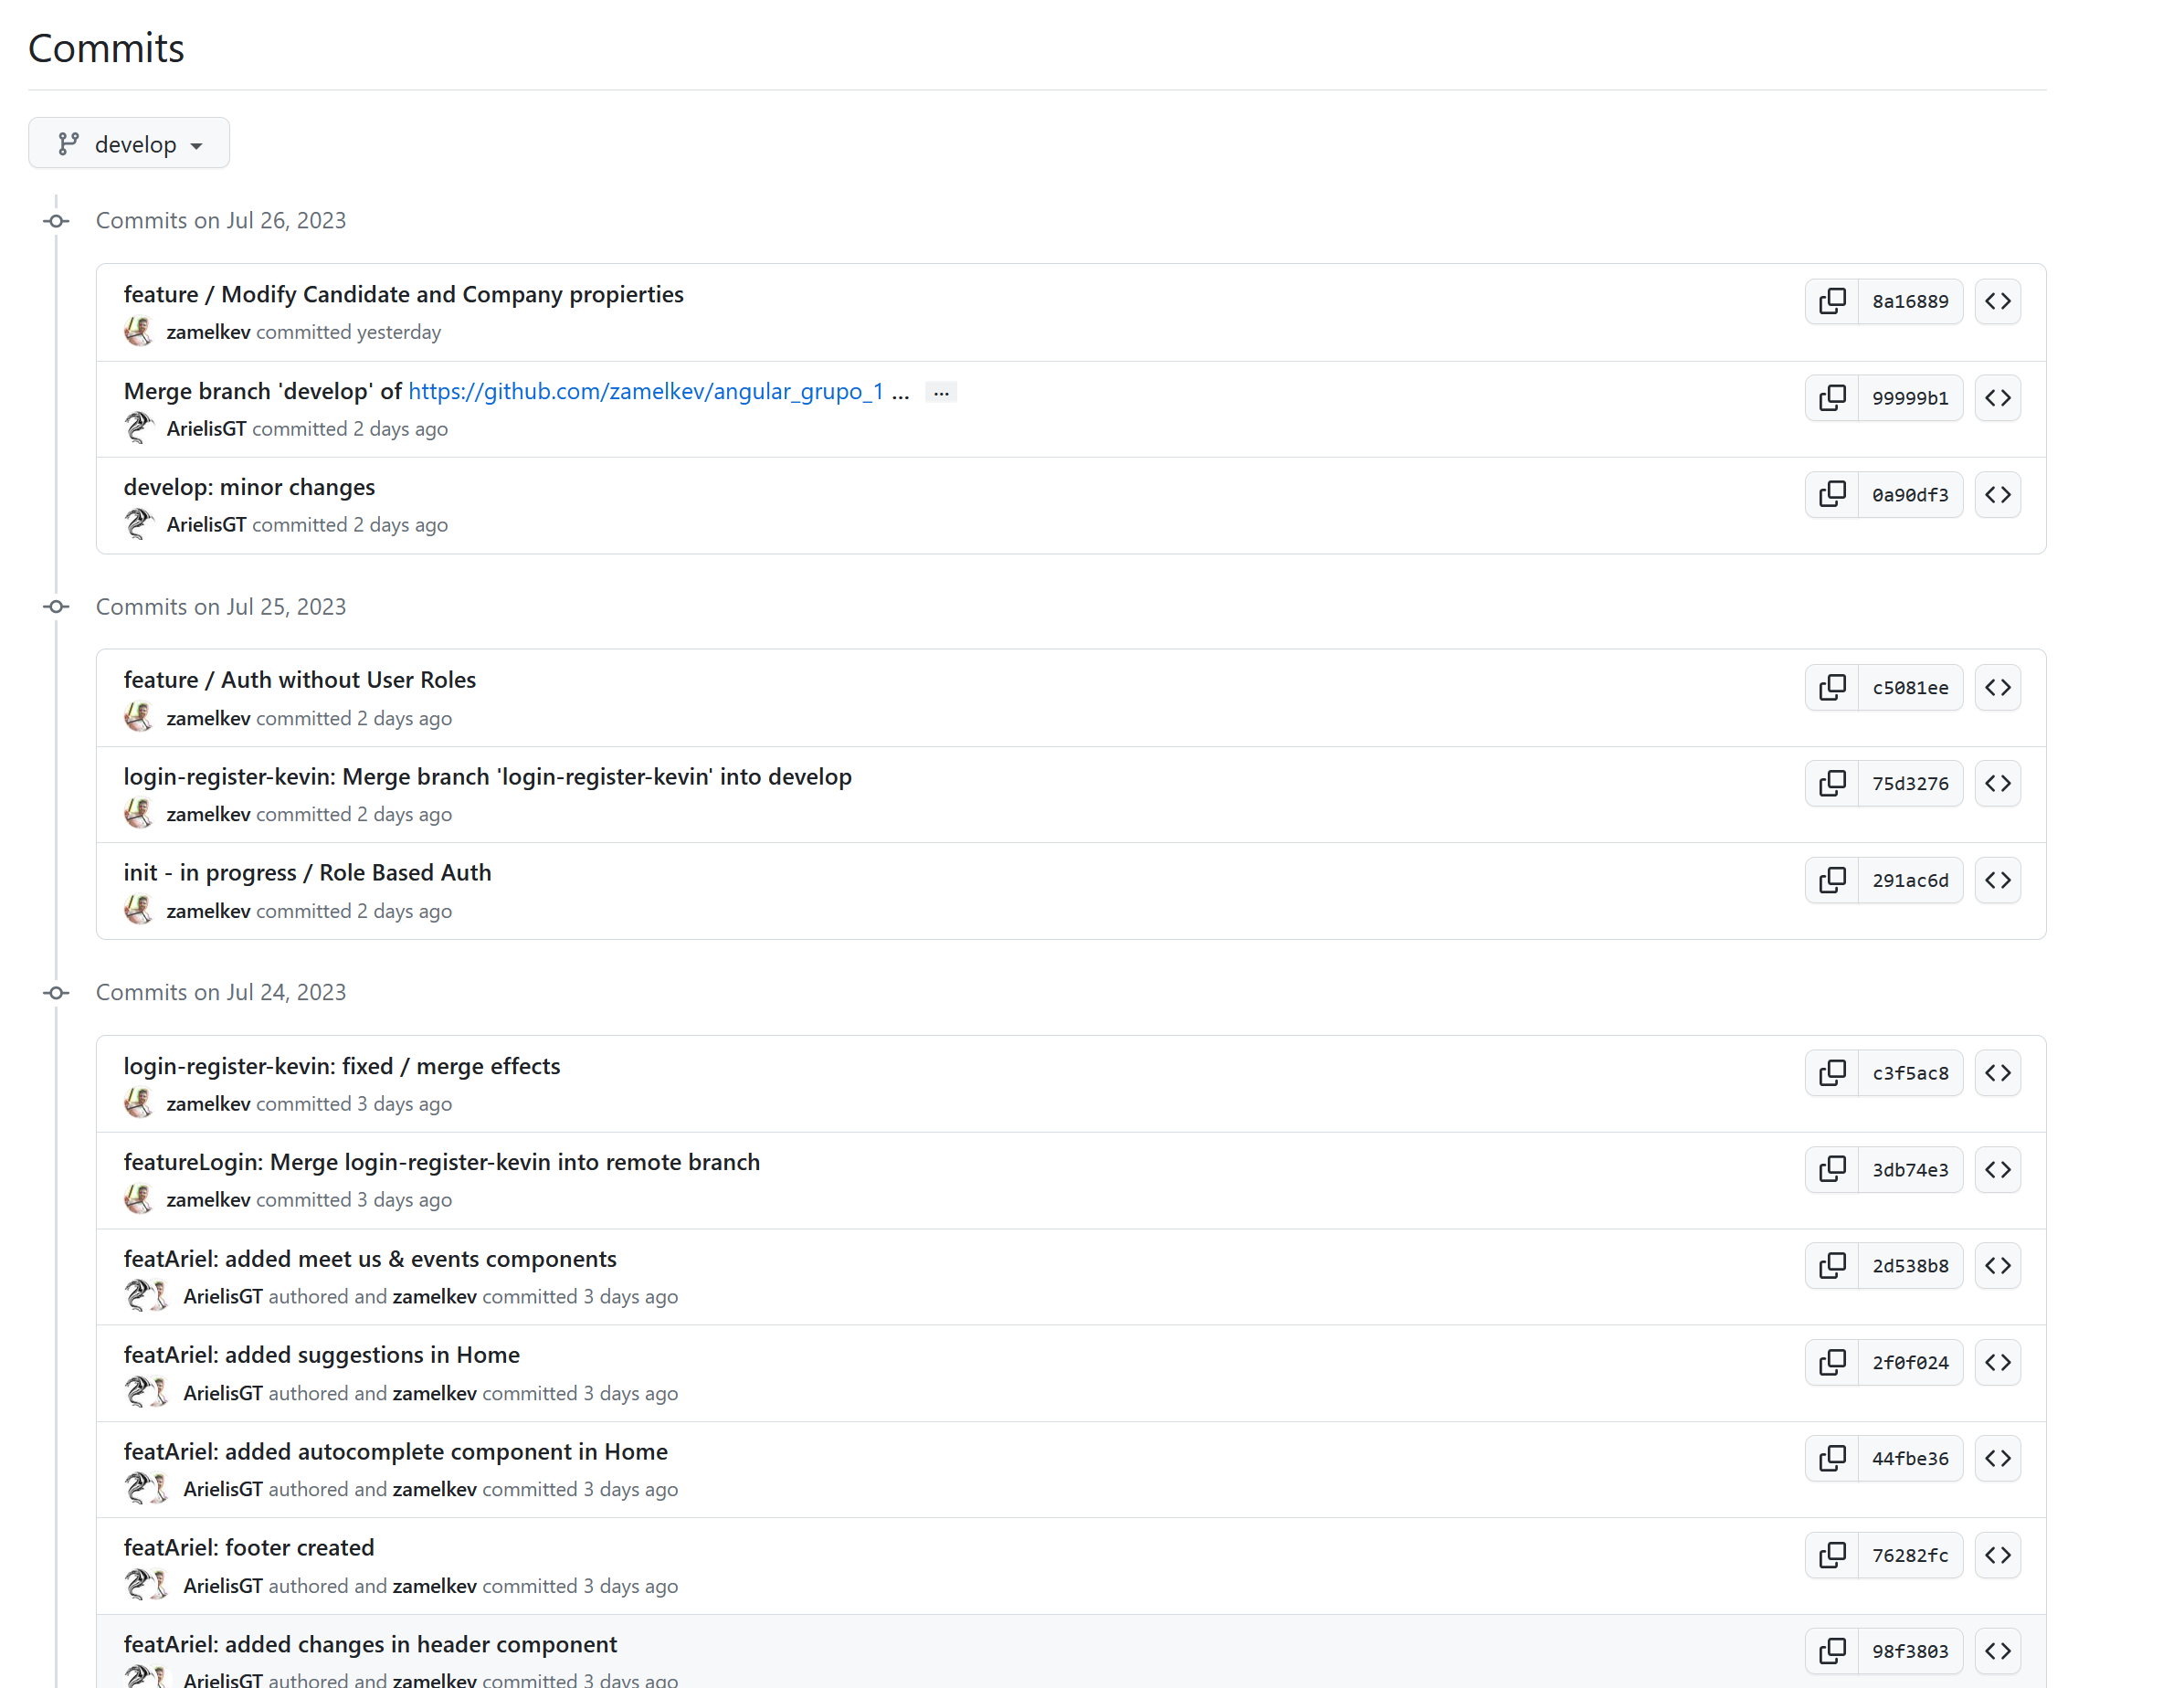 Commits
develop
Commits on Jul 26, 2023
feature / Modify Candidate and Company propierties
8a16889
zamelkev committed yesterday
Merge branch 'develop' of https://github.com/zamelkev/angular_grupo_1 ... …
99999b1
ArielisGT committed 2 days ago
develop: minor changes
0a90df3
ArielisGT committed 2 days ago
Commits on Jul 25, 2023
feature / Auth without User Roles
c5081ee
zamelkev committed 2 days ago
login-register-kevin: Merge branch 'login-register-kevin' into develop
75d3276
zamelkev committed 2 days ago
init - in progress / Role Based Auth
291ac6d
zamelkev committed 2 days ago
Commits on Jul 24, 2023
login-register-kevin: fixed / merge effects
c3f5ac8
zamelkev committed 3 days ago
featureLogin: Merge login-register-kevin into remote branch
3db74e3
zamelkev committed 3 days ago
featAriel: added meet us & events components
2d538b8
ArielisGT authored and zamelkev committed 3 days ago
featAriel: added suggestions in Home
2f0f024
ArielisGT authored and zamelkev committed 3 days ago
featAriel: added autocomplete component in Home
44fbe36
ArielisGT authored and zamelkev committed 3 days ago
featAriel: footer created
76282fc
ArielisGT authored and zamelkev committed 3 days ago
featAriel: added changes in header component
98f3803
ArielisGT authored and zamelkev committed 3 days ago